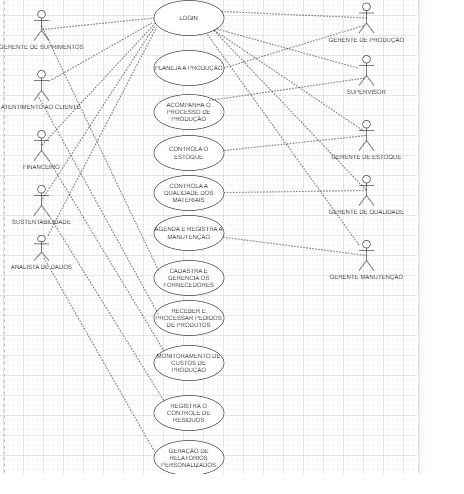 LOGIN
GERENTE DE SUPRIMENTOS
GERENTE DE PRODUÇÃO
PLANEJA A PRODUÇÃO
SUPERVISOR
ATENTIMENTO AO CLIENTE
ACOMPANHA O
PROCESSO DE
PRODUÇÃO
CONTROLA O
ESTOQUE
GERENTE DE ESTOQUE
FINANCEIRO
CONTROLA A
QUALIDADE DOS
MATERIAIS
GERENTE DE QUALIDADE
SUSTENTABILIDADE
AGENDA E REGISTRA A
MANUTENÇÃO
ANALISTA DE DADOS
GERENTE MANUTENÇÃO
CADASTRA E
GERENCIA OS
FORNECEDORES
RECEBER E
PROCESSAR PEDIDOS
DE PRODUTOS
MONITORAMENTO DE
CUSTOS DE
PRODUÇÃO
REGISTRA O
CONTROLE DE
RESÍDUOS
GERAÇÃO DE
RELATÓRIOS
PERSONALIZADOS